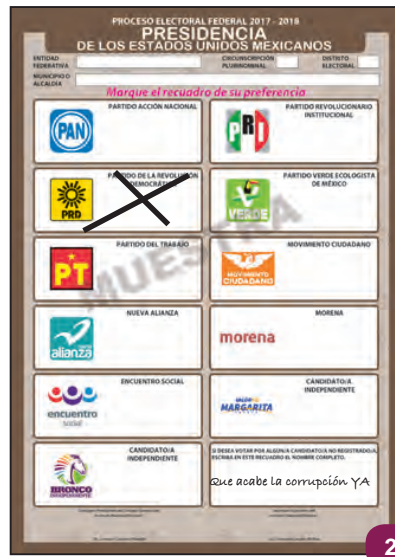 PROCESO ELECTORAL FEDERAL 2017 - 2018
PRESIDENCIA
DE LOS ESTADOS UNIDOS MEXICANOS
ENTIDAD FEDERATIVA
CIRCUNSCRIPCIÓN PLURINOMINAL
DISTRITO ELECTORAL
MUNICIPIO O ALCALDÍA
Marque el recuadro de su preferencia
PARTIDO ACCIÓN NACIONAL
PAN
PARTIDO REVOLUCIONARIO
INSTITUCIONAL
PRI
PARTIDO DE LA REVOLUCIÓN
DEMOCRÁTICA
PRD
PARTIDO VERDE ECOLOGISTA
DE MÉXICO
VERDE
MUESTRA
PARTIDO DEL TRABAJO
PT
MOVIMIENTO CIUDADANO
MOVIMIENTO
CIUDADANO
NUEVA ALIANZA
nueva
alianza
MORENA
morena
ENCUENTRO SOCIAL
encuentro
social
CANDIDATO/A
INDEPENDIENTE
MARGARITA
CANDIDATO/A
INDEPENDIENTE
BRONCO
INDEPENDIENTE
SI DESEA VOTAR POR ALGÚN/A CANDIDATO/A NO REGISTRADO/A,
ESCRIBA EN ESTE RECUADRO EL NOMBRE COMPLETO.
Que acabe la corrupción YA
2